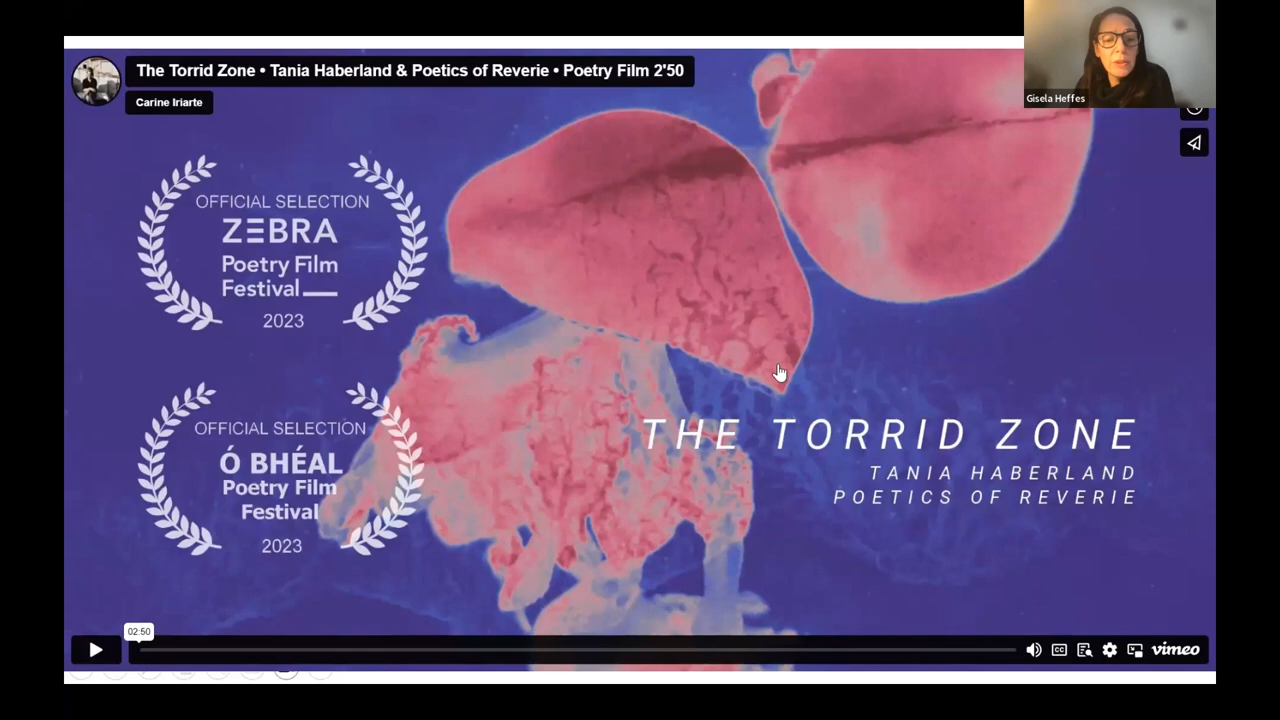 The Torrid Zone • Tania Haberland & Poetics of Reverie • Poetry Film 2'50
Carine Iriarte
Gisela Heffes
OFFICIAL SELECTION
ZEBRA
Poetry Film
Festival
2023
OFFICIAL SELECTION
Ó BHÉAL
Poetry Film
Festival
2023
THE TORRID ZONE
TANIA HABERLAND
POETICS OF REVERIE
02:50
CC
vimeo